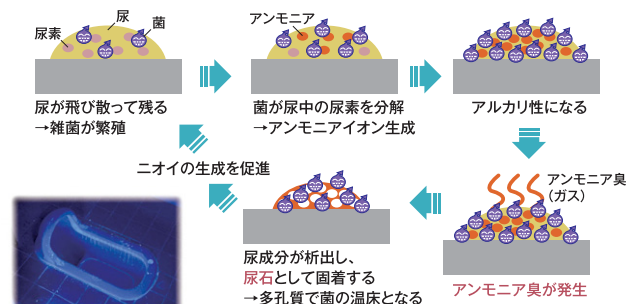 尿素
尿
菌
尿が飛び散って残る
→雑菌が繁殖
アンモニア
菌が尿中の尿素を分解
→アンモニアイオン生成
アルカリ性になる
アンモニア臭
（ガス）
アンモニア臭が発生
尿成分が析出し、
尿石として固着する
→多孔質で菌の温床となる
ニオイの生成を促進